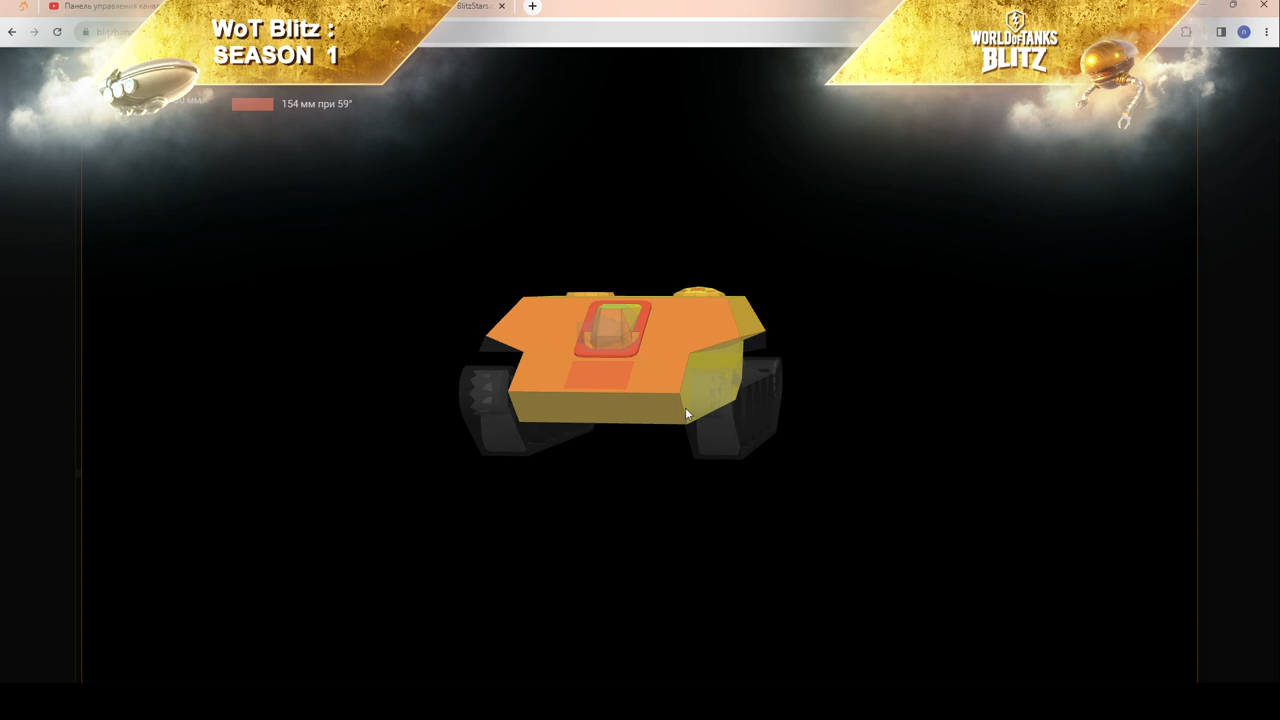 Панель управления кана
BlitzStars
WoT Blitz :
SEASON 1
WORLD OF TANKS
BLITZ
154 мм при 59°